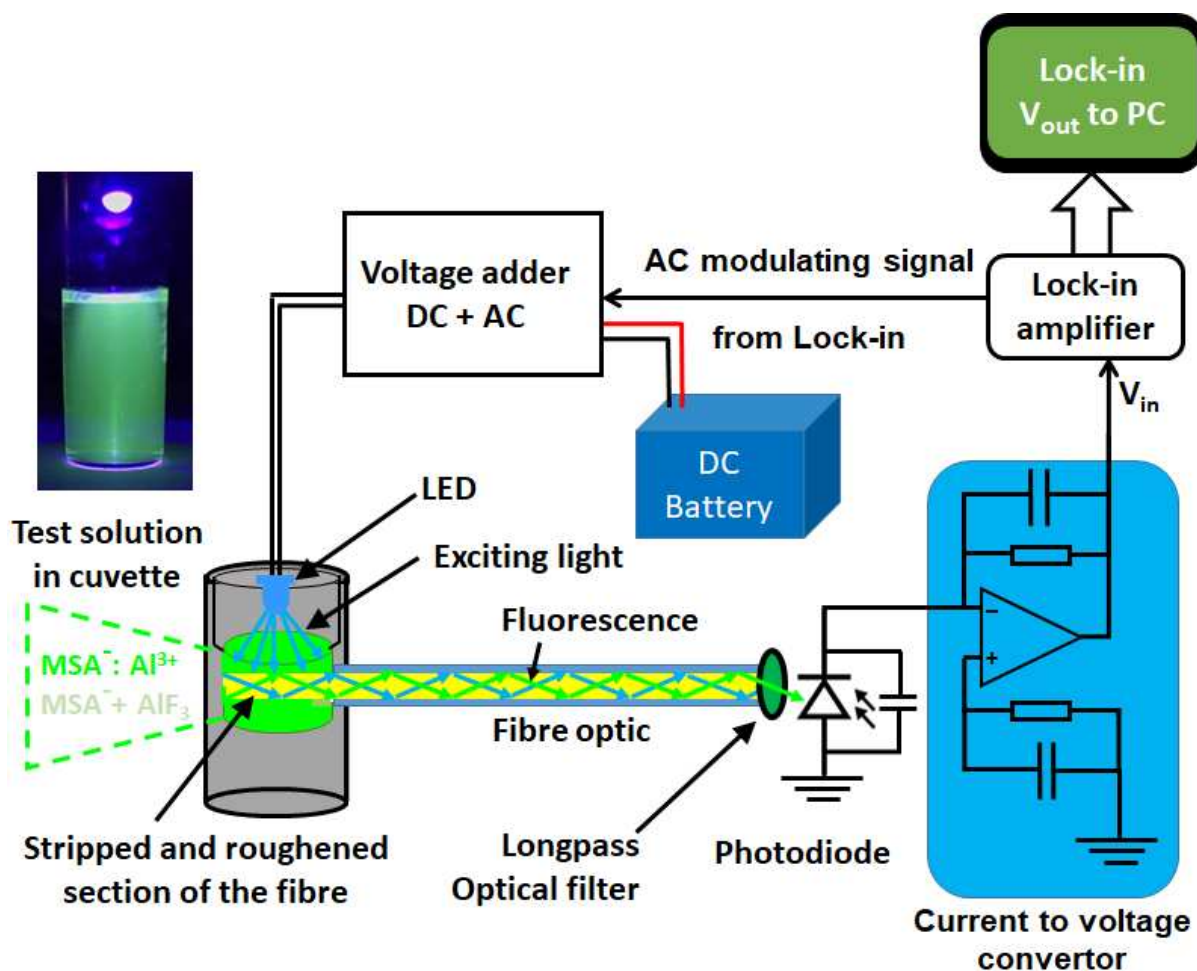 Lock-in
Vout to PC
Voltage adder
DC + AC
AC modulating signal
from Lock-in
Lock-in
amplifier
Vin
DC
Battery
LED
Test solution
in cuvette
Exciting light
Fluorescence
MSA⁻: Al³⁺
MSA⁻ + AlF₃
Fibre optic
−
+
Stripped and roughened
section of the fibre
Longpass
Optical filter
Photodiode
Current to voltage
convertor